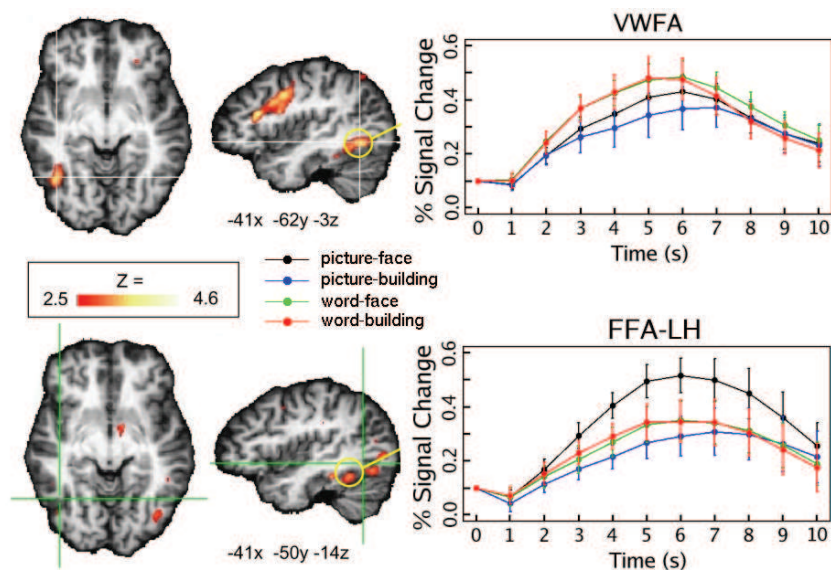 VWFA
% Signal Change
0.6
0.4
0.2
0.0
0 1 2 3 4 5 6 7 8 9 10
Time (s)
-41x -62y -3z
Z =
2.5 4.6
picture-face
picture-building
word-face
word-building
FFA-LH
% Signal Change
0.6
0.4
0.2
0.0
0 1 2 3 4 5 6 7 8 9 10
Time (s)
-41x -50y -14z